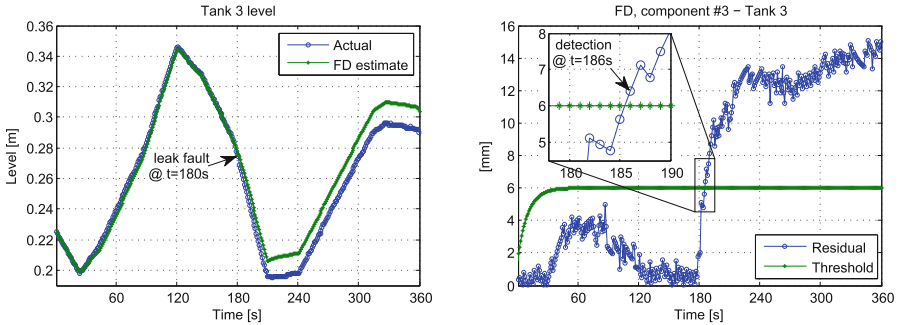 Tank 3 level
0.36
0.34
0.32
0.3
0.28
0.26
0.24
0.22
0.2
Level [m]
Actual
FD estimate
leak fault
@ t=180s
60
120
180
240
300
360
Time [s]
FD, component #3 − Tank 3
16
14
12
10
8
6
4
2
0
[mm]
8
7
6
5
detection
@ t=186s
180
185
190
Residual
Threshold
60
120
180
240
300
360
Time [s]